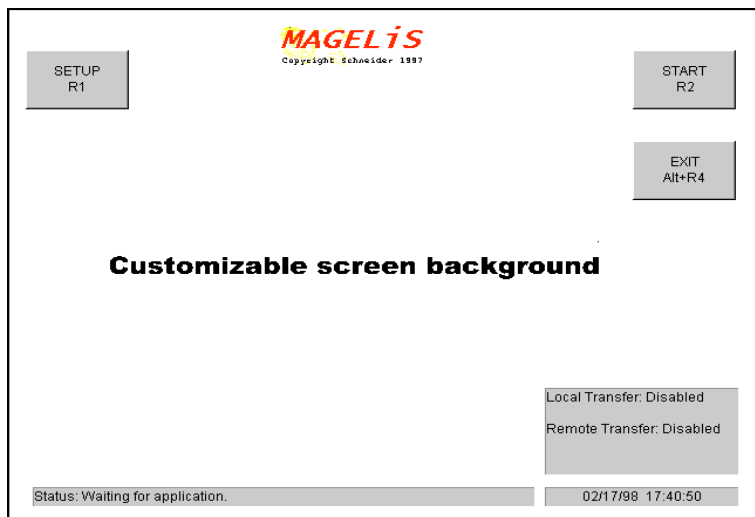 MAGELiS
Copyright Schneider 1997
SETUP
R1
START
R2
EXIT
Alt+R4
Customizable screen background
Local Transfer: Disabled
Remote Transfer: Disabled
Status: Waiting for application.
02/17/98 17:40:50